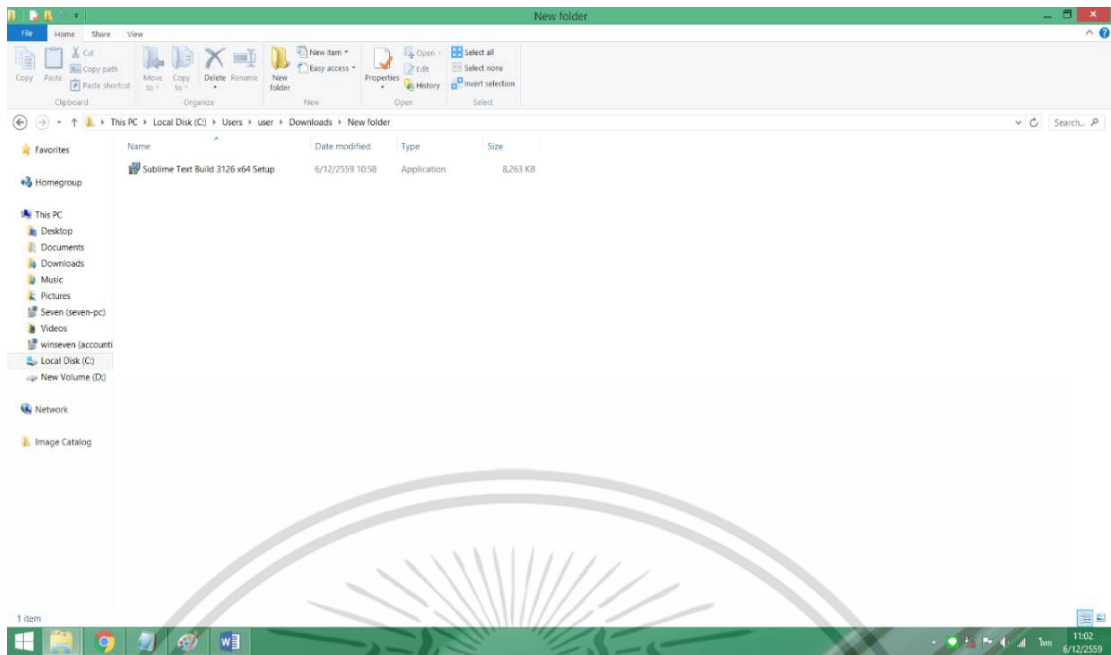 New folder
File Home Share View
Copy Paste Cut Copy path Paste shortcut Move to Copy to Delete Rename New folder New item Easy access Properties Open Edit History Select all Select none Invert selection
Clipboard Organize New Open Select
This PC Local Disk (C:) Users user Downloads New folder Search...
Name Date modified Type Size
Sublime Text Build 3126 x64 Setup 6/12/2559 10:58 Application 8,263 KB
Favorites
Homegroup
This PC
Desktop
Documents
Downloads
Music
Pictures
Seven (seven-pc)
Videos
winseven (accounti
Local Disk (C:)
New Volume (D:)
Network
Image Catalog
1 item
ไทย 11:02
6/12/2559